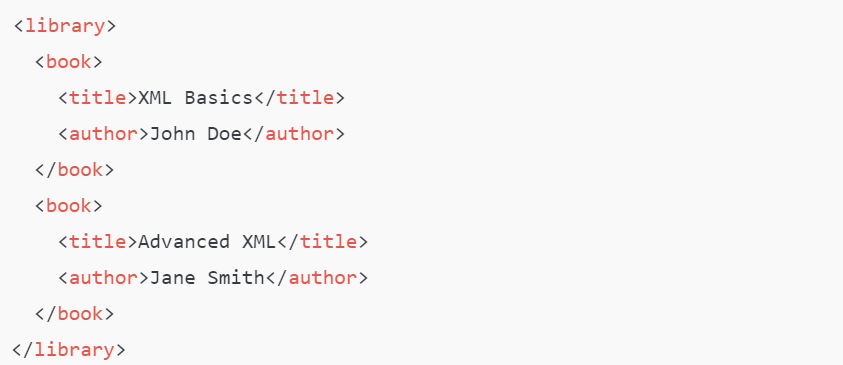 <library>
  <book>
    <title>XML Basics</title>
    <author>John Doe</author>
  </book>
  <book>
    <title>Advanced XML</title>
    <author>Jane Smith</author>
  </book>
</library>